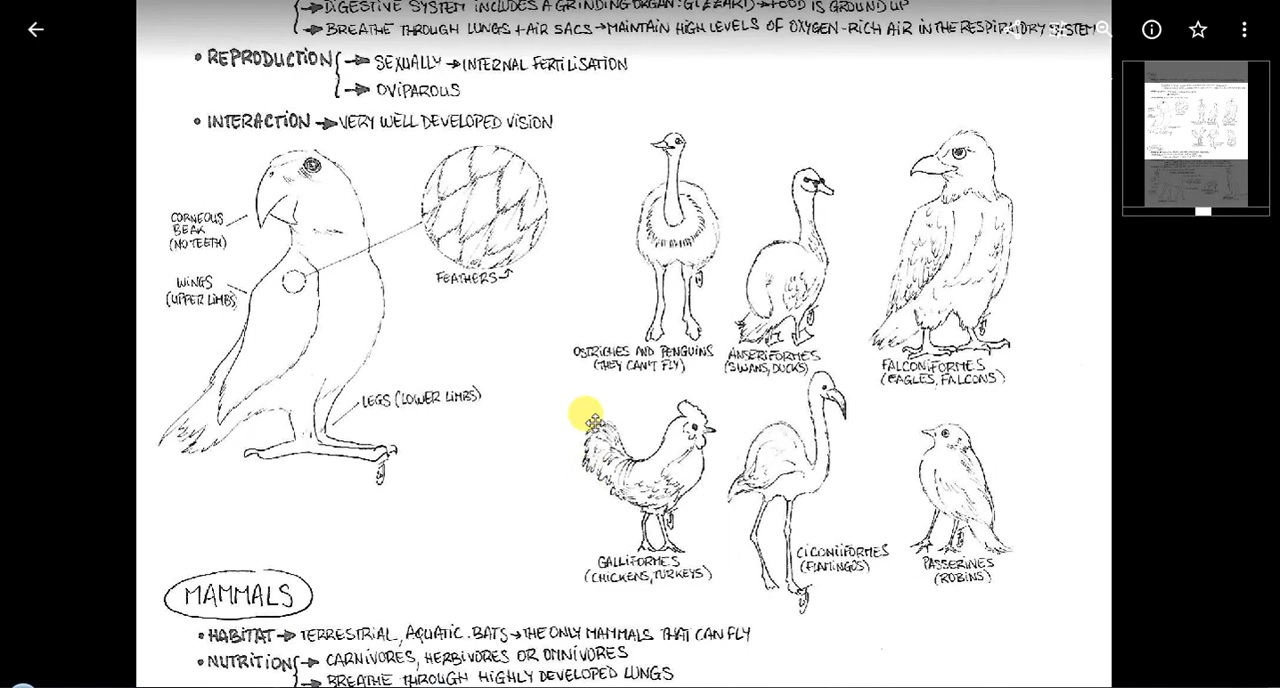 → DIGESTIVE SYSTEM INCLUDES A GRINDING ORGAN: GIZZARD → FOOD IS GROUND UP
→ BREATHE THROUGH LUNGS + AIR SACS → MAINTAIN HIGH LEVELS OF OXYGEN-RICH AIR IN THE RESPIRATORY SYSTEM
• REPRODUCTION → SEXUALLY → INTERNAL FERTILISATION
→ OVIPAROUS
• INTERACTION → VERY WELL DEVELOPED VISION
CORNEOUS
BEAK
(NO TEETH)
WINGS
(UPPER LIMBS)
FEATHERS
LEGS (LOWER LIMBS)
OSTRICHES AND PENGUINS
(THEY CAN'T FLY)
ANSERIFORMES
(SWANS, DUCKS)
FALCONIFORMES
(EAGLES, FALCONS)
GALLIFORMES
(CHICKENS, TURKEYS)
CICONIIFORMES
(FLAMINGOS)
PASSERINES
(ROBINS)
MAMMALS
• HABITAT → TERRESTRIAL, AQUATIC. BATS → THE ONLY MAMMALS THAT CAN FLY
• NUTRITION → CARNIVORES, HERBIVORES OR OMNIVORES
→ BREATHE THROUGH HIGHLY DEVELOPED LUNGS